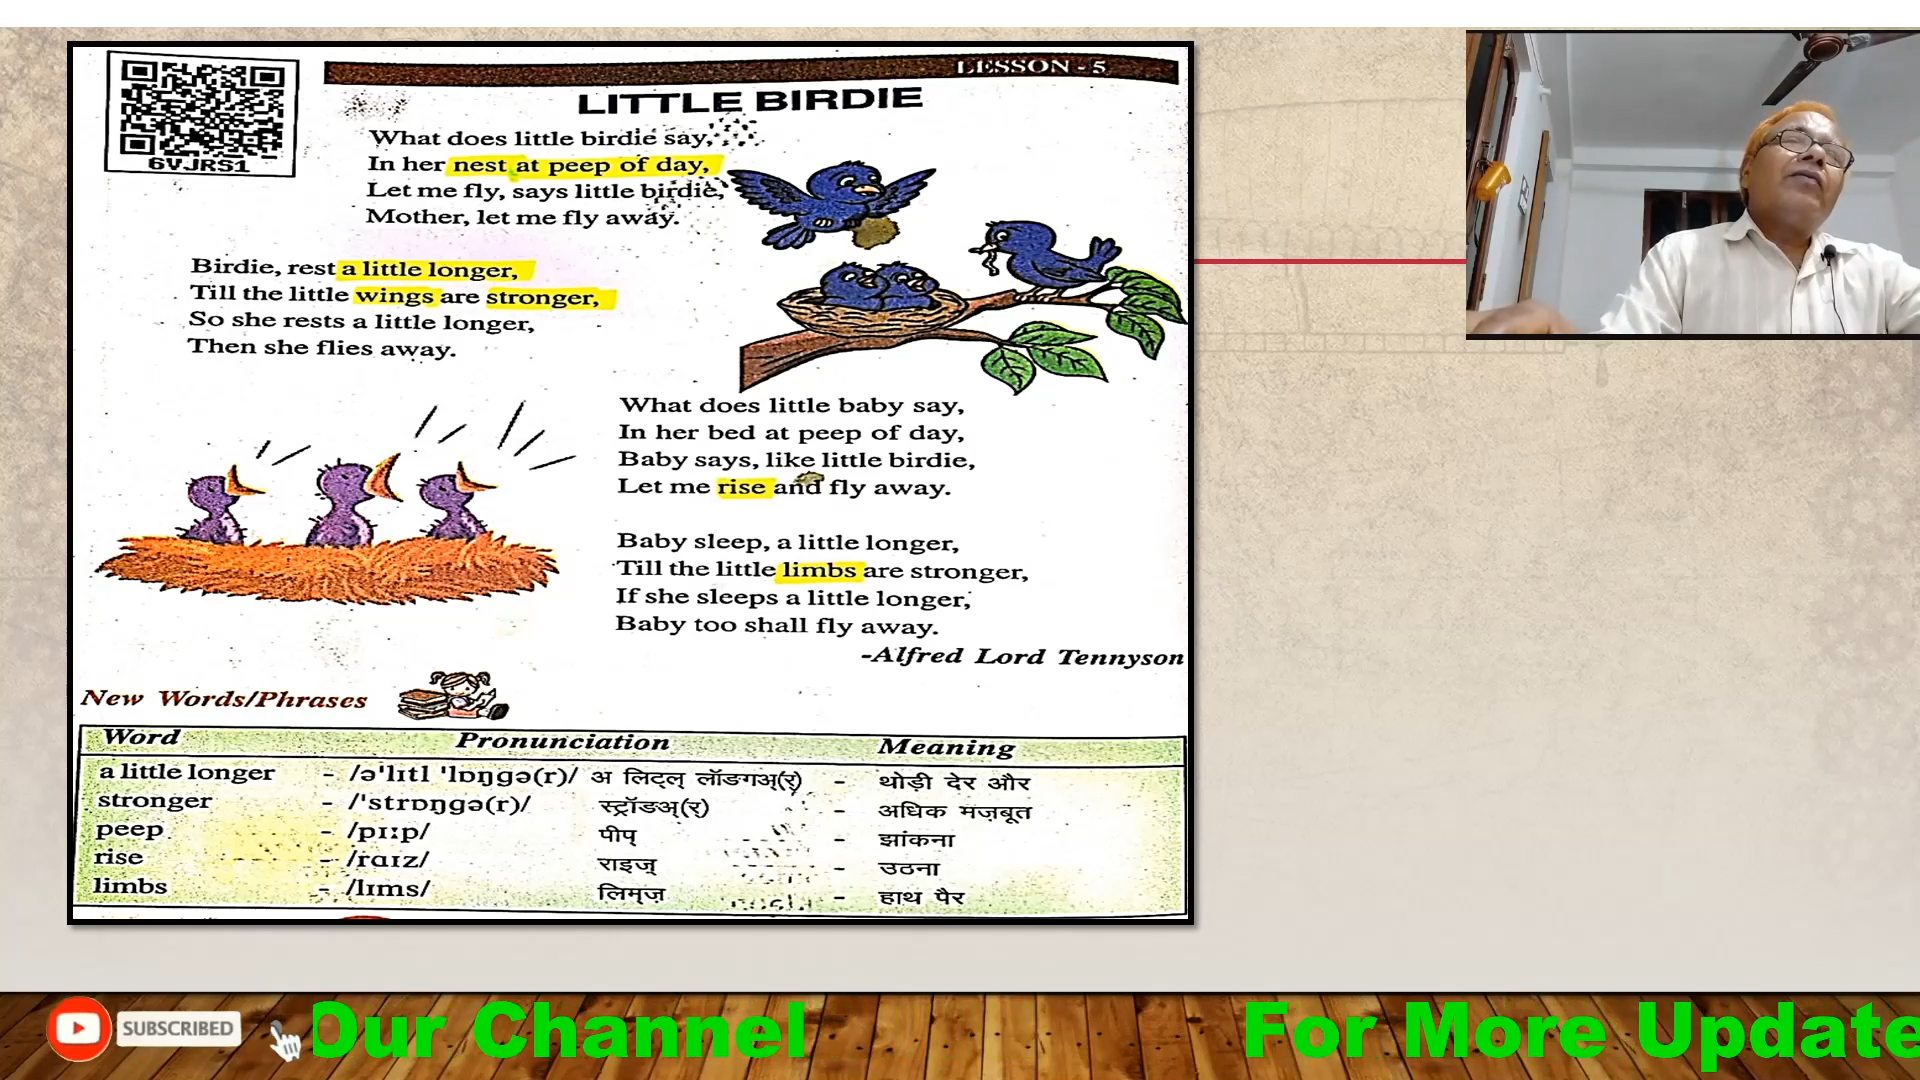 LESSON - 5
LITTLE BIRDIE
6VJRS1
What does little birdie say,
In her nest at peep of day,
Let me fly, says little birdie,
Mother, let me fly away.
Birdie, rest a little longer,
Till the little wings are stronger,
So she rests a little longer,
Then she flies away.
What does little baby say,
In her bed at peep of day,
Baby says, like little birdie,
Let me rise and fly away.
Baby sleep, a little longer,
Till the little limbs are stronger,
If she sleeps a little longer,
Baby too shall fly away.
-Alfred Lord Tennyson
New Words/Phrases
Word Pronunciation Meaning
a little longer - /ə'lɪtl 'lɒŋgə(r)/ अ लिट्ल् लॉङगअ(र्) - थोड़ी देर और
stronger - /'strɒŋgə(r)/ स्ट्रॉङअ्(र्) - अधिक मज़बूत
peep - /pɪːp/ पीप् - झांकना
rise - /rɑɪz/ राइज़् - उठना
limbs - /lɪms/ लिम्ज़ - हाथ पैर
SUBSCRIBED
Our Channel For More Update